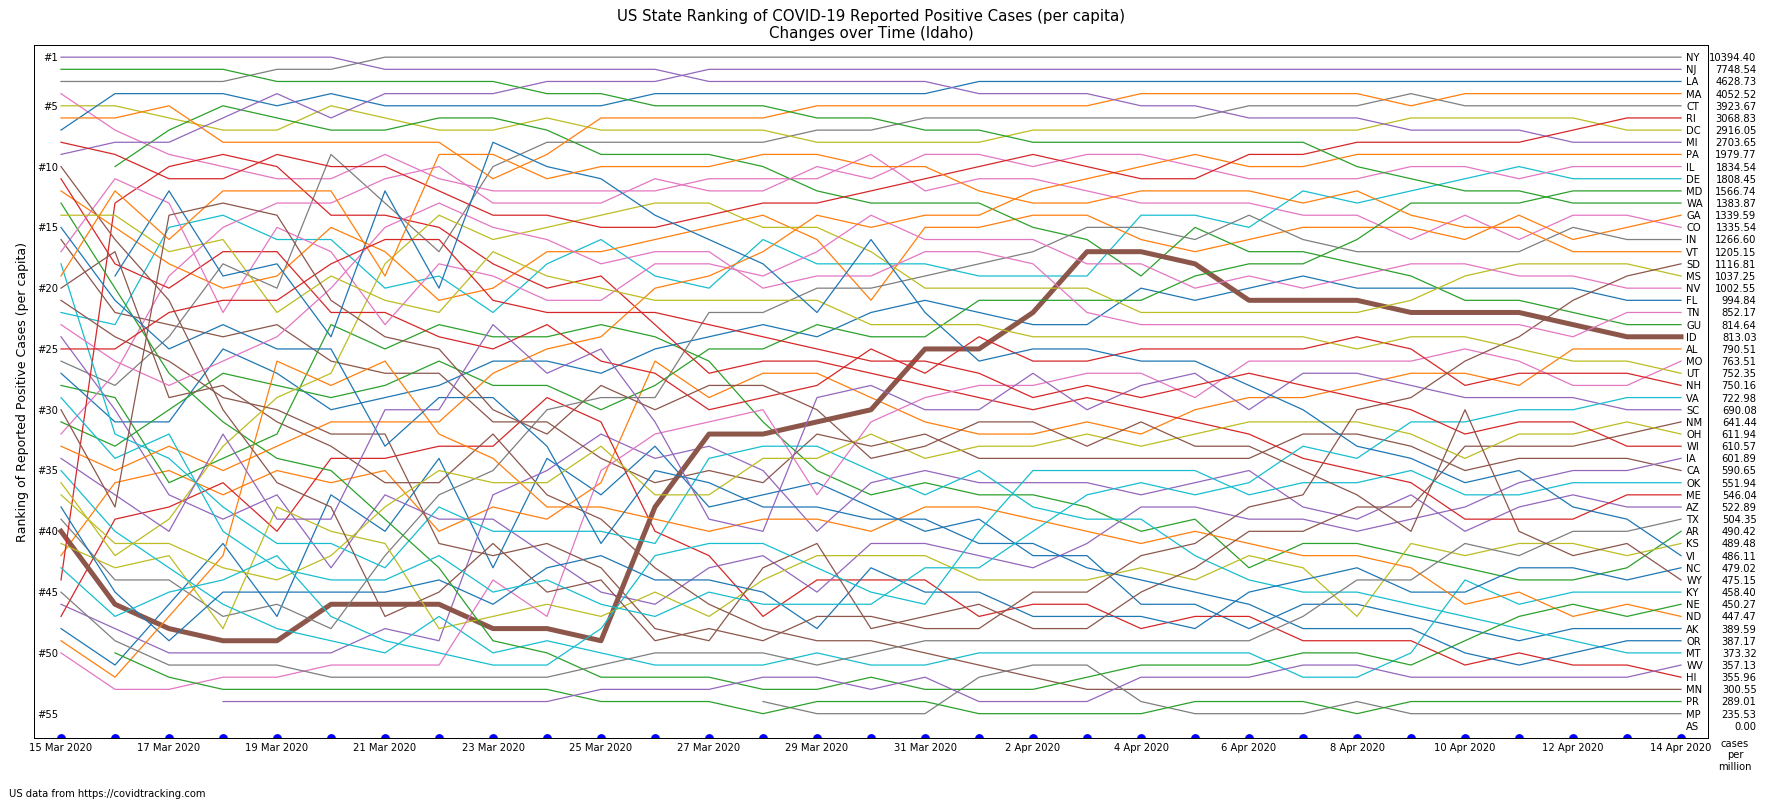 US State Ranking of COVID-19 Reported Positive Cases (per capita)
Changes over Time (Idaho)
Ranking of Reported Positive Cases (per capita)
#1
#5
#10
#15
#20
#25
#30
#35
#40
#45
#50
#55
NY 10394.40
NJ 7748.54
LA 4628.73
MA 4052.52
CT 3923.67
RI 3068.83
DC 2916.05
MI 2703.65
PA 1979.77
IL 1834.54
DE 1808.45
MD 1566.74
WA 1383.87
GA 1339.59
CO 1335.54
IN 1266.60
VT 1205.15
SD 1116.81
MS 1037.25
NV 1002.55
FL 994.84
TN 852.17
GU 814.64
ID 813.03
AL 790.51
MO 763.51
UT 752.35
NH 750.16
VA 722.98
SC 690.08
NM 641.44
OH 611.94
WI 610.57
IA 601.89
CA 590.65
OK 551.94
ME 546.04
AZ 522.89
TX 504.35
AR 490.42
KS 489.48
VI 486.11
NC 479.02
WY 475.15
KY 458.40
NE 450.27
ND 447.47
AK 389.59
OR 387.17
MT 373.32
WV 357.13
HI 355.96
MN 300.55
PR 289.01
MP 235.53
AS 0.00
15 Mar 2020 17 Mar 2020 19 Mar 2020 21 Mar 2020 23 Mar 2020 25 Mar 2020 27 Mar 2020 29 Mar 2020 31 Mar 2020 2 Apr 2020 4 Apr 2020 6 Apr 2020 8 Apr 2020 10 Apr 2020 12 Apr 2020 14 Apr 2020
cases
per
million
US data from https://covidtracking.com